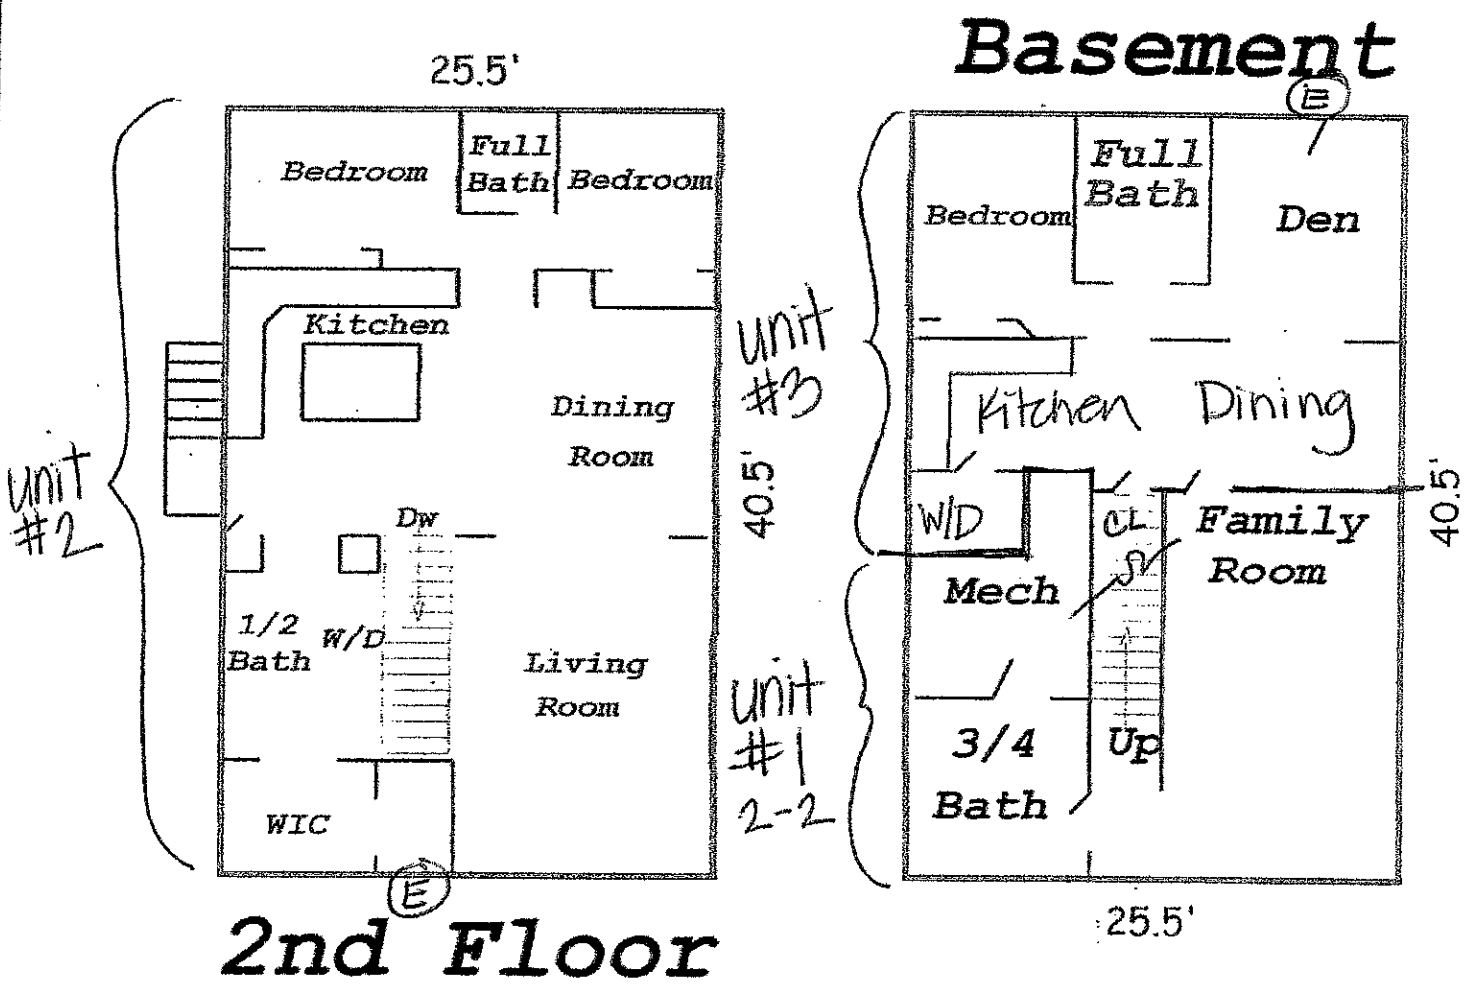 Basement
25.5'
E
Bedroom
Full
Bath
Bedroom
Kitchen
Dining
Room
unit
#2
40.5'
Dw
1/2
Bath
W/D
Living
Room
WIC
E
2nd Floor
Full
Bath
Bedroom
Den
unit
#3
Kitchen
Dining
W/D
CL
Family
Room
Mech
40.5'
unit
#1
2-2
3/4
Bath
Up
25.5'